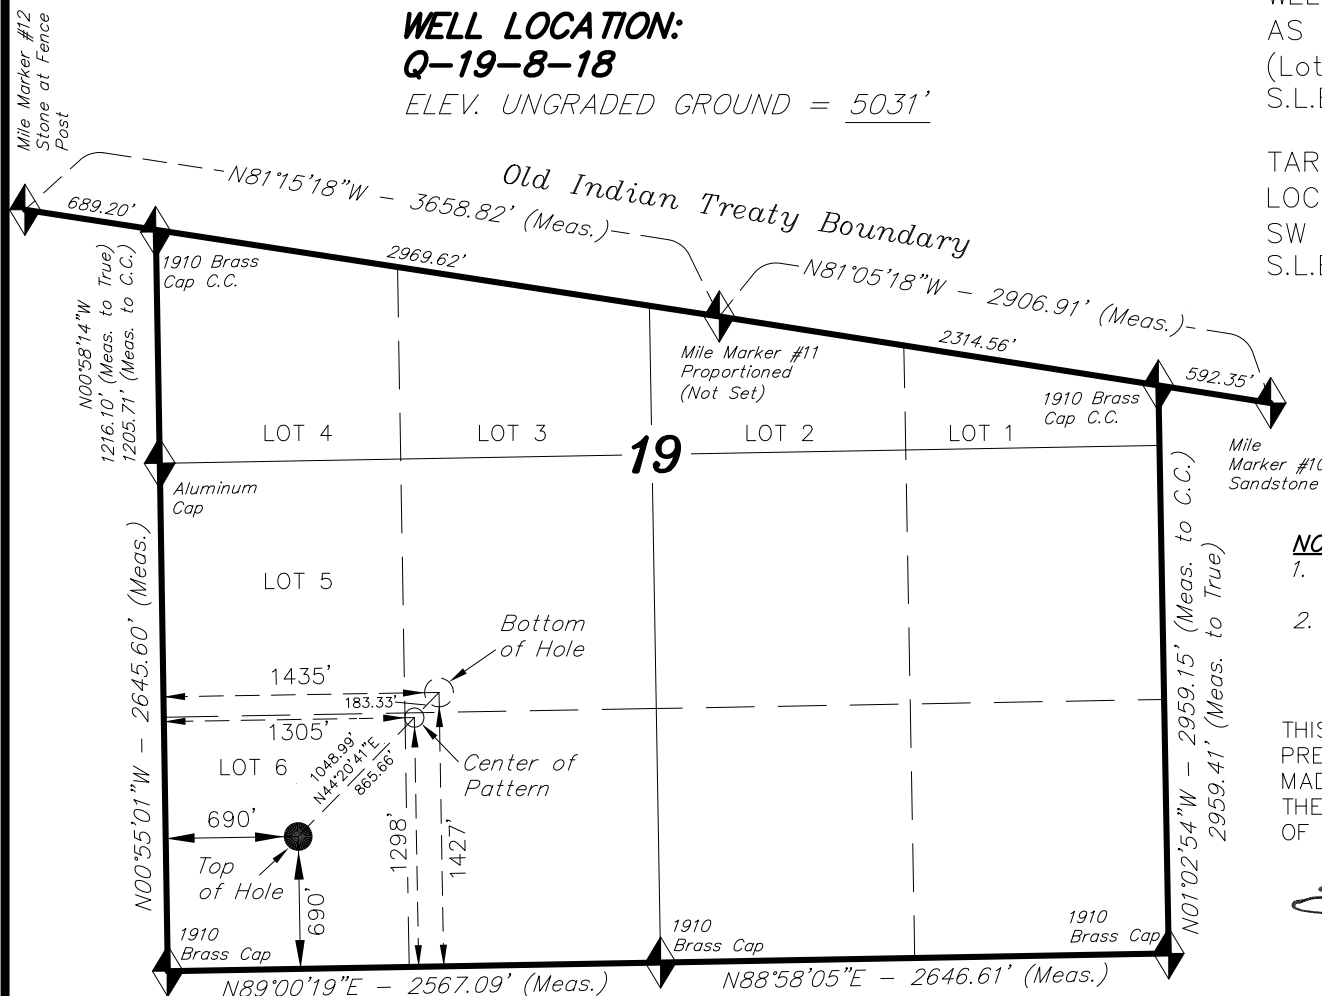 WELL LOCATION:
Q-19-8-18
ELEV. UNGRADED GROUND = 5031'
AS
(Lot
S.L.B
TAR
LOC
SW
S.L.B
Mile Marker #12
Stone at Fence
Post
N81°15'18"W - 3658.82' (Meas.)
Old Indian Treaty Boundary
N81°05'18"W - 2906.91' (Meas.)
689.20'
2969.62'
2314.56'
592.35'
1910 Brass
Cap C.C.
Mile Marker #11
Proportioned
(Not Set)
1910 Brass
Cap C.C.
Mile
Marker #10
Sandstone
N00°58'14"W
1216.10' (Meas. to True)
1205.71' (Meas. to C.C.)
LOT 4
LOT 3
LOT 2
LOT 1
19
Aluminum
Cap
LOT 5
N00°55'01"W - 2645.60' (Meas.)
Bottom
of Hole
1435'
183.33'
1305'
1048.99'
N44°20'41"E
865.66'
LOT 6
Center of
Pattern
690'
Top
of Hole
690'
1298'
1427'
N01°02'54"W - 2959.15' (Meas. to C.C.)
2959.41' (Meas. to True)
1910
Brass Cap
1910
Brass Cap
1910
Brass Cap
N89°00'19"E - 2567.09' (Meas.)
N88°58'05"E - 2646.61' (Meas.)
NO
1.
2.
THIS
PRE
MAD
THE
OF